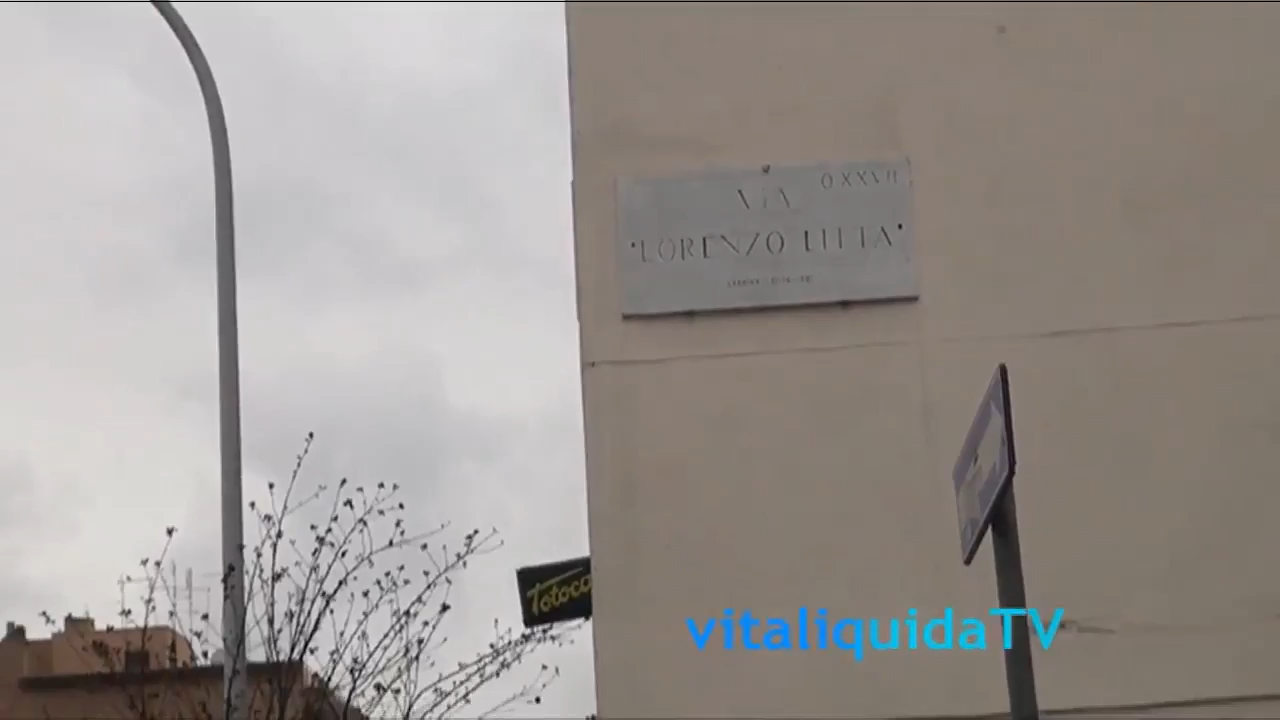 Q.XXVII
VIA
"LORENZO LITTA"
Totoc
vitaliquidaTV